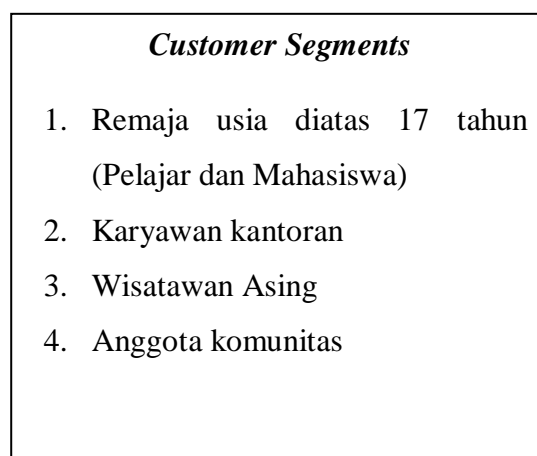 Customer Segments
1. Remaja usia diatas 17 tahun
(Pelajar dan Mahasiswa)
2. Karyawan kantoran
3. Wisatawan Asing
4. Anggota komunitas